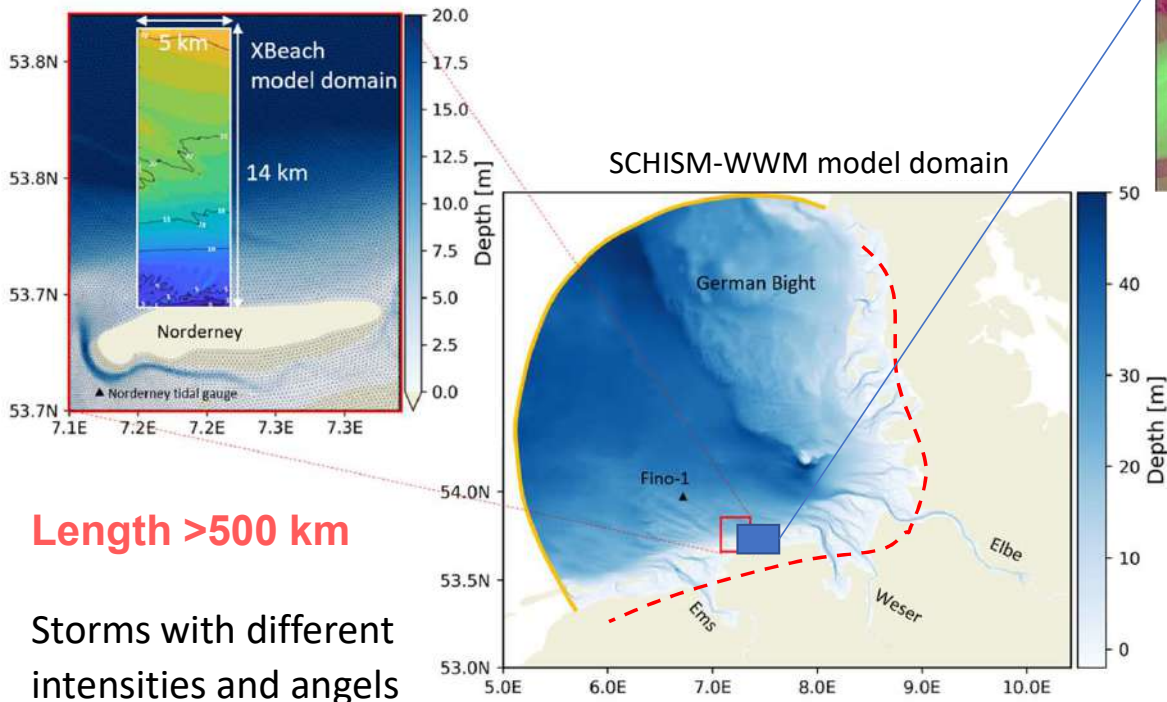 5 km
XBeach
model domain
14 km
Norderney
Norderney tidal gauge
53.8N
53.8N
53.7N
53.7N
7.1E 7.2E 7.2E 7.3E 7.3E
20.0
17.5
15.0
12.5
10.0
7.5
5.0
2.5
0.0
Depth [m]
SCHISM-WWM model domain
German Bight
Fino-1
Elbe
Weser
Ems
54.0N
53.5N
53.0N
5.0E 6.0E 7.0E 8.0E 9.0E 10.0E
50
40
30
20
10
0
Depth [m]
Length >500 km
Storms with different
intensities and angels